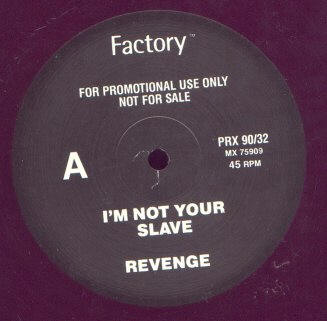 Factory™
FOR PROMOTIONAL USE ONLY
NOT FOR SALE
A
PRX 90/32
MX 75909
45 RPM
I'M NOT YOUR
SLAVE
REVENGE